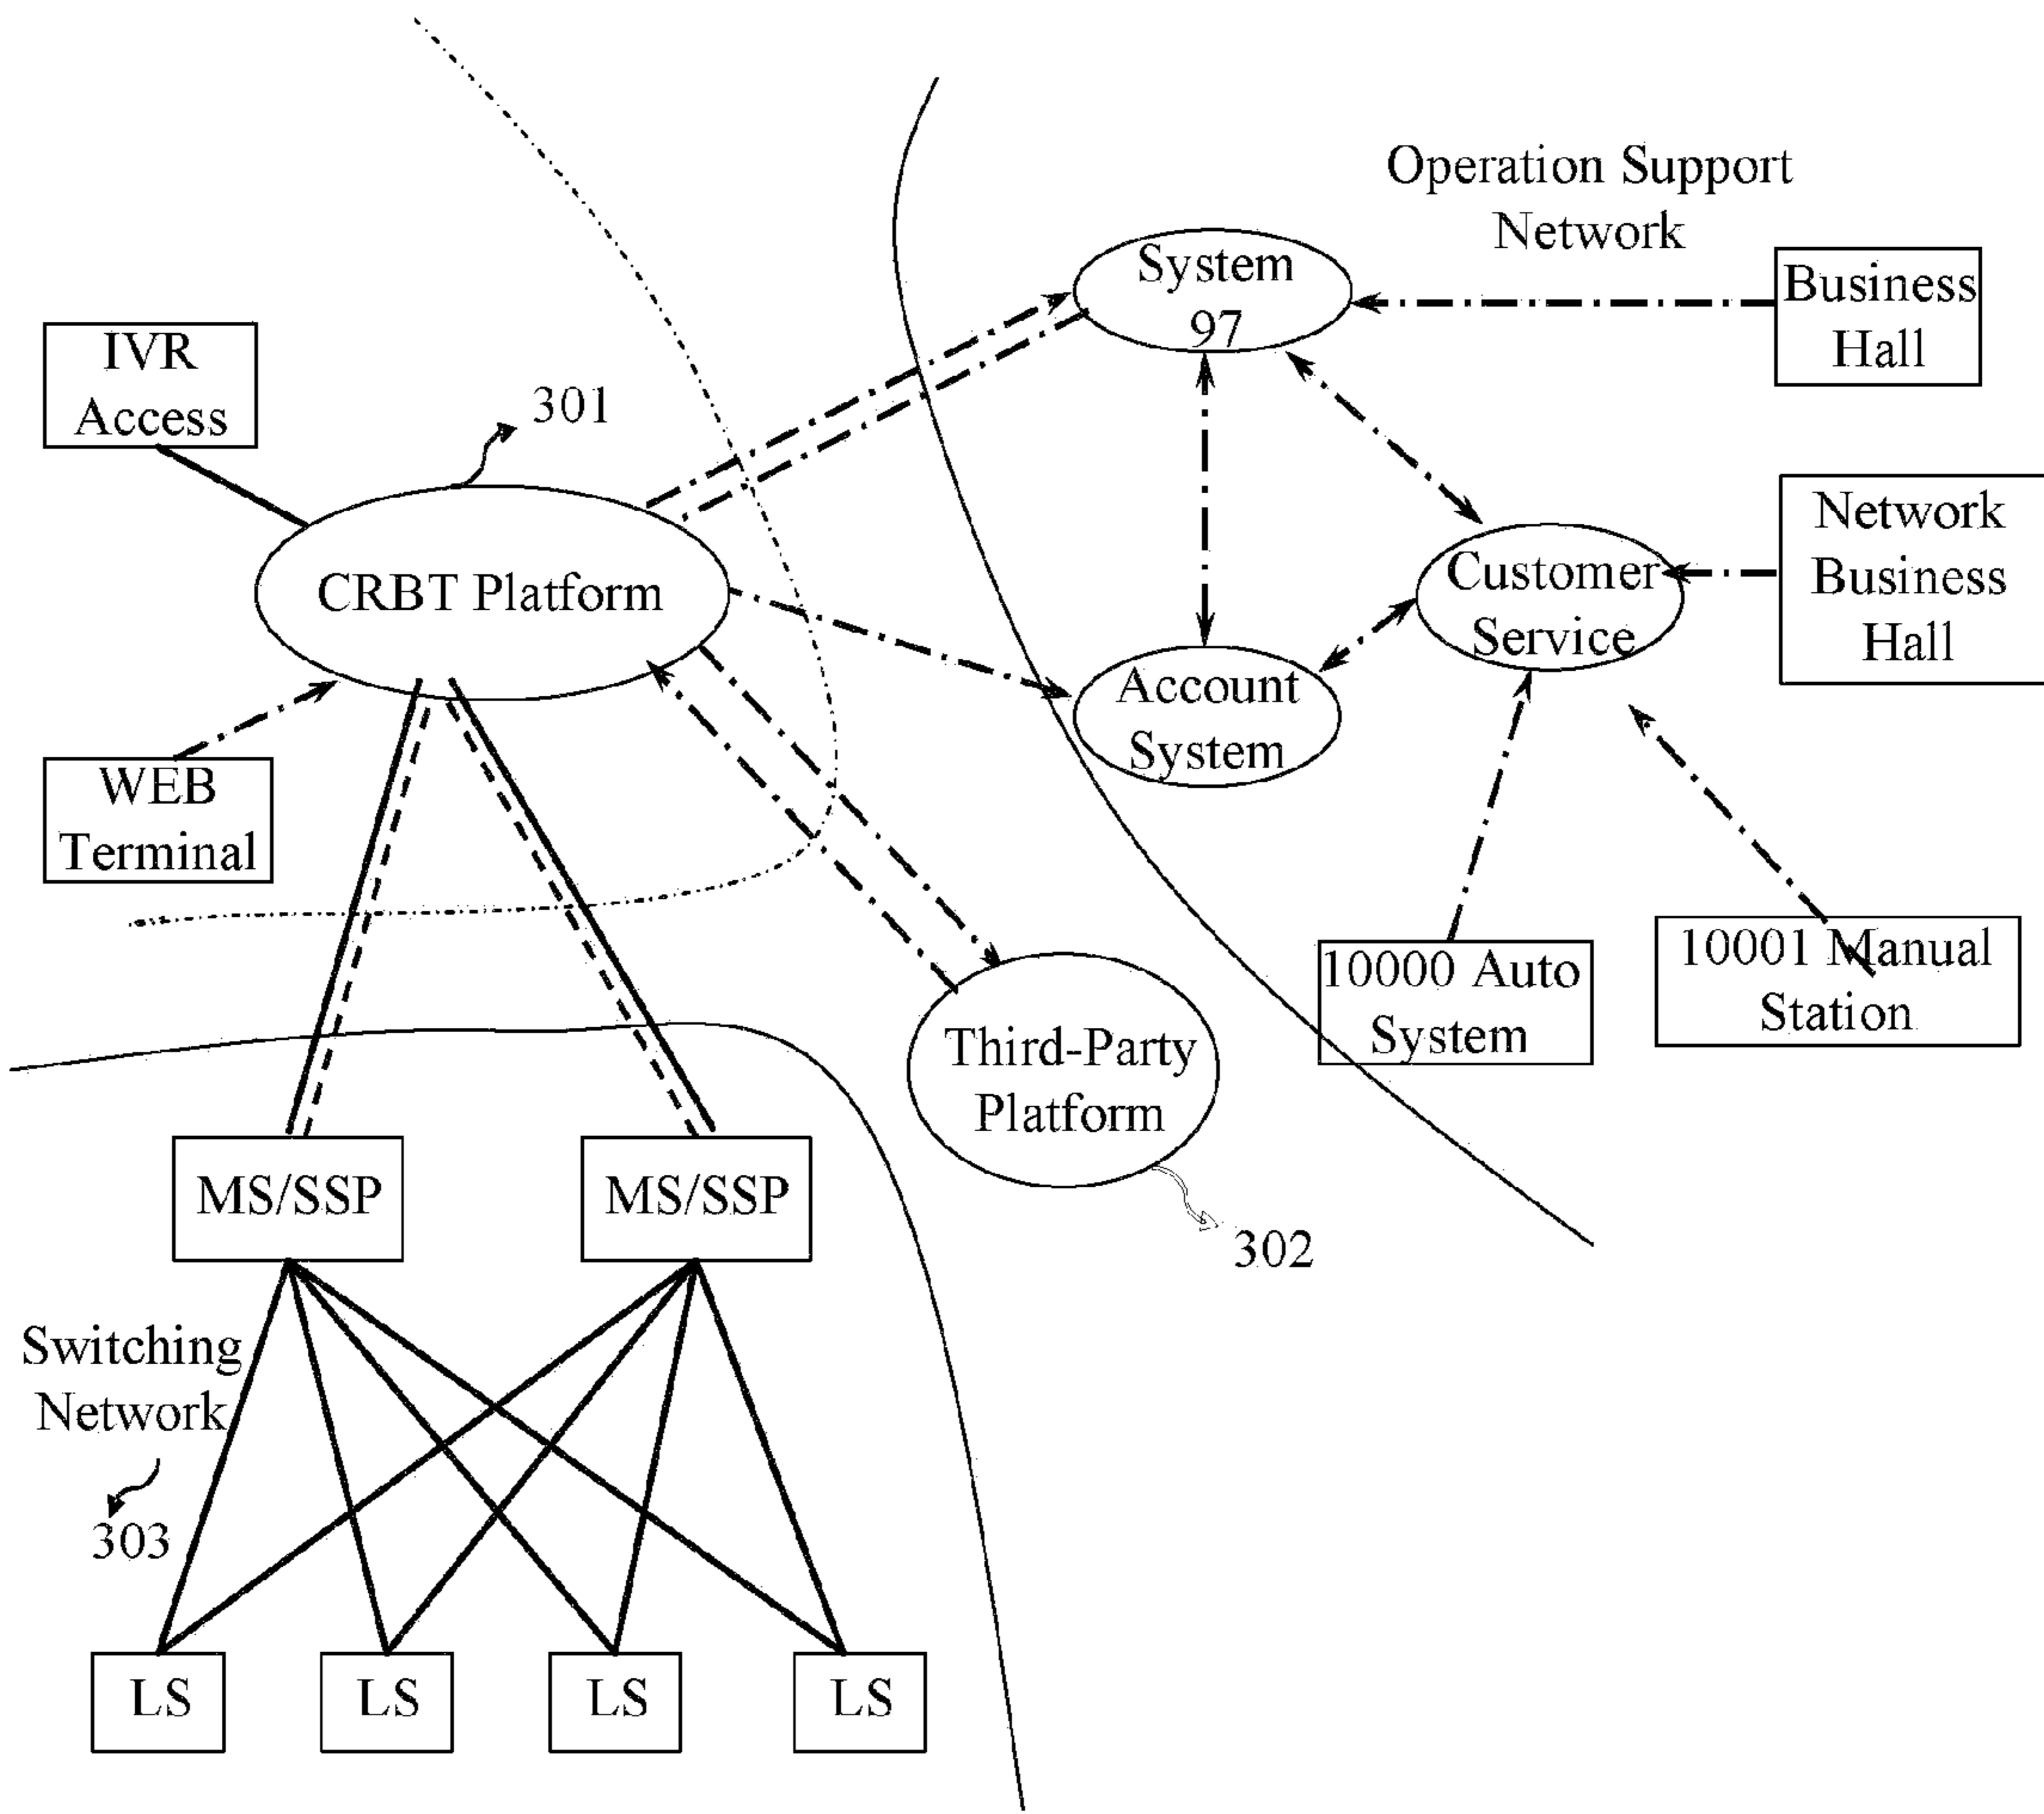 Operation Support
Network
System
97
Business
Hall
IVR
Access
301
Network
Business
Hall
CRBT Platform
Customer
Service
Account
System
WEB
Terminal
10000 Auto
System
10001 Manual
Station
Third-Party
Platform
302
MS/SSP
MS/SSP
Switching
Network
303
LS
LS
LS
LS